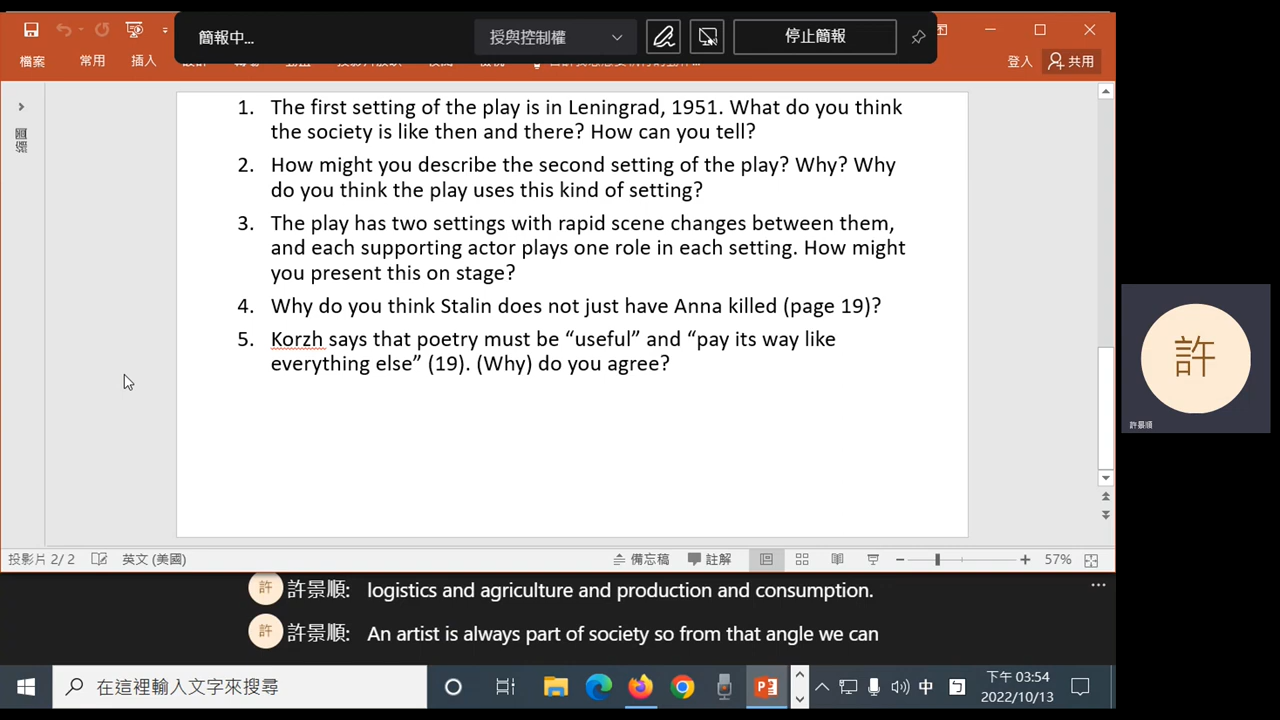 簡報中...
授與控制權
停止簡報
檔案
常用
插入
登入
共用
1. The first setting of the play is in Leningrad, 1951. What do you think
the society is like then and there? How can you tell?
2. How might you describe the second setting of the play? Why? Why
do you think the play uses this kind of setting?
3. The play has two settings with rapid scene changes between them,
and each supporting actor plays one role in each setting. How might
you present this on stage?
4. Why do you think Stalin does not just have Anna killed (page 19)?
5. Korzh says that poetry must be “useful” and “pay its way like
everything else” (19). (Why) do you agree?
許
許景順
投影片 2/ 2
英文 (美國)
備忘稿
註解
57%
許 許景順: logistics and agriculture and production and consumption.
許 許景順: An artist is always part of society so from that angle we can
在這裡輸入文字來搜尋
中
下午 03:54
2022/10/13